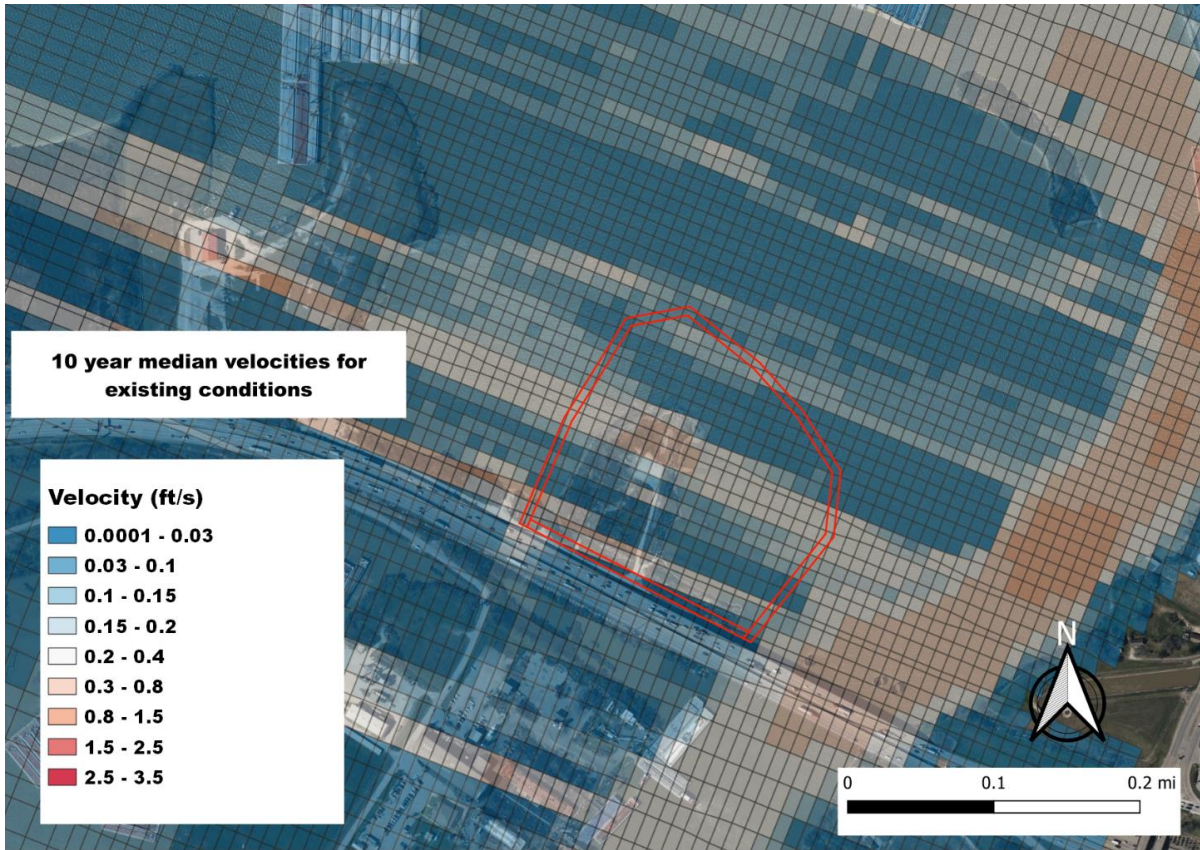 10 year median velocities for
existing conditions
Velocity (ft/s)
0.0001 - 0.03
0.03 - 0.1
0.1 - 0.15
0.15 - 0.2
0.2 - 0.4
0.3 - 0.8
0.8 - 1.5
1.5 - 2.5
2.5 - 3.5
N
0 0.1 0.2 mi